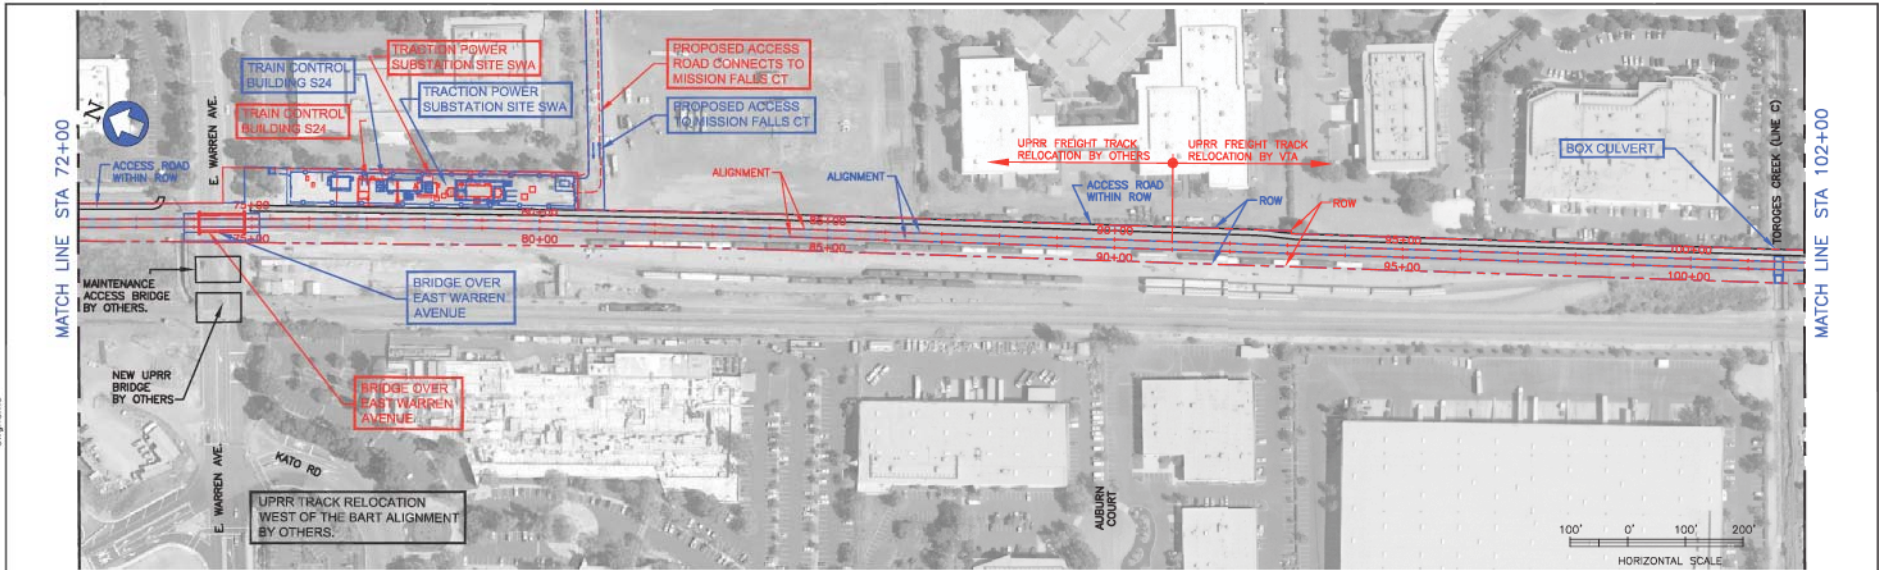 MATCH LINE STA 72+00
N
ACCESS ROAD
WITHIN ROW
E. WARREN AVE.
TRAIN CONTROL
BUILDING S24
TRAIN CONTROL
BUILDING S24
TRACTION POWER
SUBSTATION SITE SWA
TRACTION POWER
SUBSTATION SITE SWA
PROPOSED ACCESS
ROAD CONNECTS TO
MISSION FALLS CT
PROPOSED ACCESS
TO MISSION FALLS CT
ALIGNMENT
ALIGNMENT
UPRR FREIGHT TRACK
RELOCATION BY OTHERS
UPRR FREIGHT TRACK
RELOCATION BY VTA
ACCESS ROAD
WITHIN ROW
ROW
ROW
BOX CULVERT
TOROGES CREEK (LINE C)
MATCH LINE STA 102+00
75+00
75+00
80+00
80+00
85+00
85+00
90+00
90+00
95+00
95+00
100+00
100+00
MAINTENANCE
ACCESS BRIDGE
BY OTHERS.
NEW UPRR
BRIDGE
BY OTHERS
BRIDGE OVER
EAST WARREN
AVENUE
BRIDGE OVER
EAST WARREN
AVENUE
E. WARREN AVE.
KATO RD
UPRR TRACK RELOCATION
WEST OF THE BART ALIGNMENT
BY OTHERS.
AUBURN
COURT
100' 0' 100' 200'
HORIZONTAL SCALE